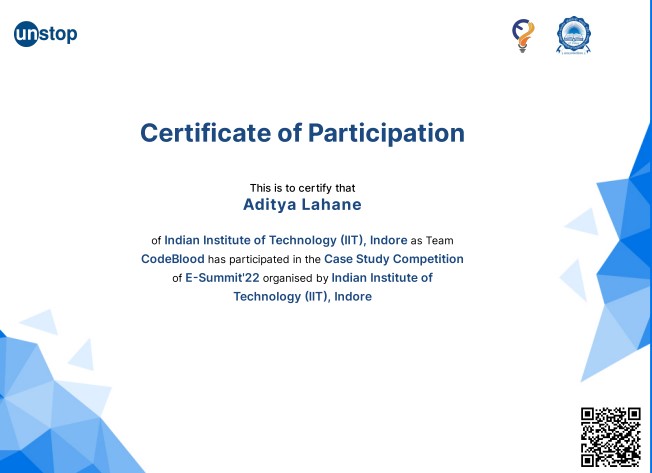 unstop
Certificate of Participation
This is to certify that
Aditya Lahane
of Indian Institute of Technology (IIT), Indore as Team
CodeBlood has participated in the Case Study Competition
of E-Summit'22 organised by Indian Institute of
Technology (IIT), Indore